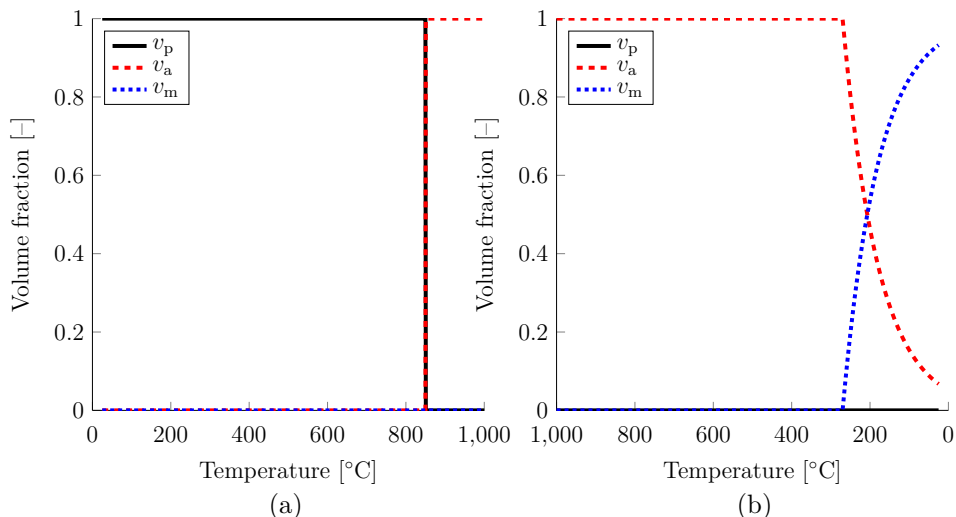 1
0.8
0.6
0.4
0.2
0
Volume fraction [–]
v_p
v_a
v_m
0 200 400 600 800 1,000
Temperature [°C]
(a)
1
0.8
0.6
0.4
0.2
0
Volume fraction [–]
v_p
v_a
v_m
1,000 800 600 400 200 0
Temperature [°C]
(b)